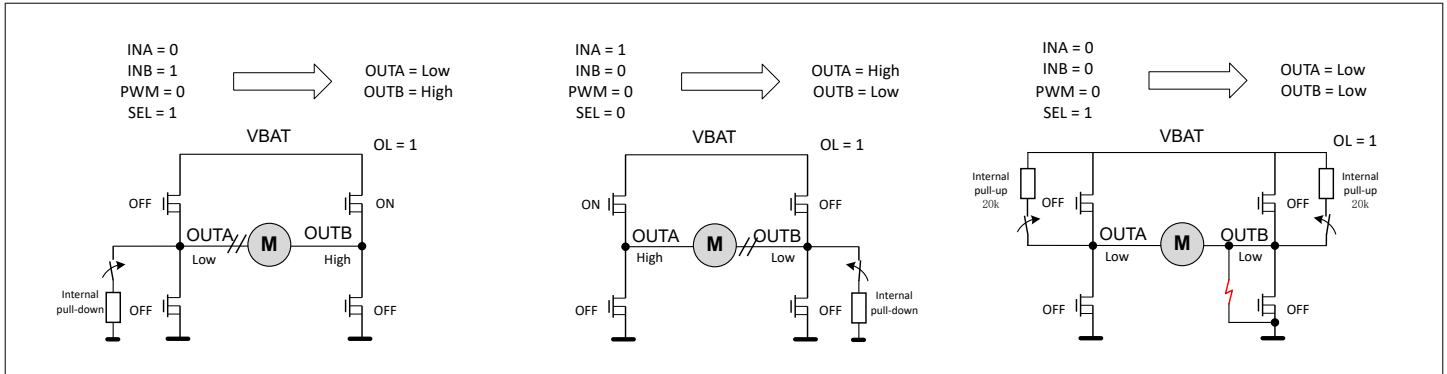 INA = 0
INB = 1
PWM = 0
SEL = 1
OUTA = Low
OUTB = High
VBAT
OL = 1
OFF
ON
OUTA
M
OUTB
Low
High
Internal
pull-down
OFF
OFF
INA = 1
INB = 0
PWM = 0
SEL = 0
OUTA = High
OUTB = Low
VBAT
OL = 1
ON
OFF
OUTA
M
OUTB
High
Low
OFF
OFF
Internal
pull-down
INA = 0
INB = 0
PWM = 0
SEL = 1
OUTA = Low
OUTB = Low
VBAT
OL = 1
Internal
pull-up
20k
OFF
OFF
Internal
pull-up
20k
OUTA
M
OUTB
Low
Low
OFF
OFF